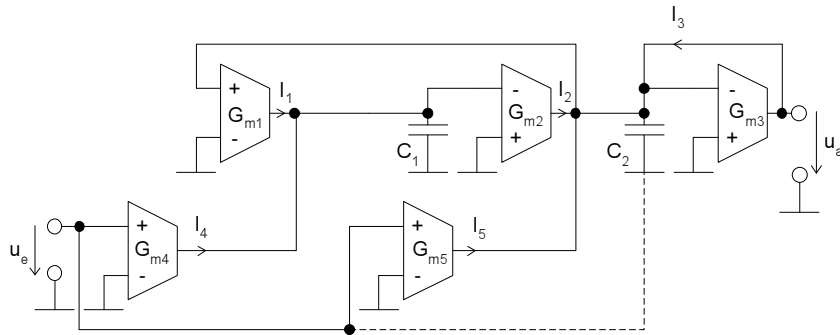 I3
+
Gm1
-
I1
C1
-
Gm2
+
I2
C2
-
Gm3
+
ua
ue
+
Gm4
-
I4
+
Gm5
-
I5